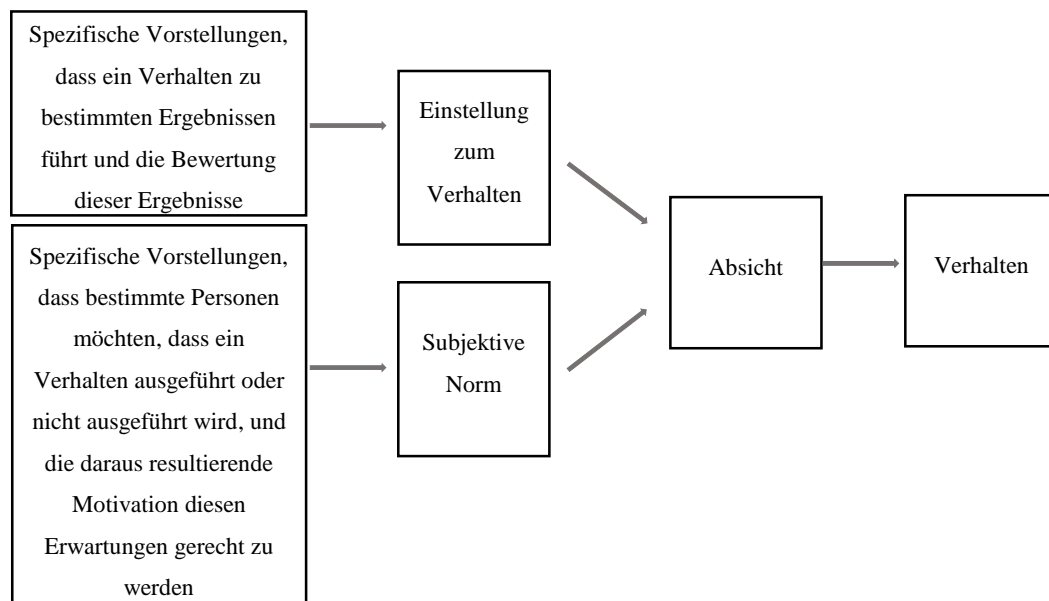 Spezifische Vorstellungen,
dass ein Verhalten zu
bestimmten Ergebnissen
führt und die Bewertung
dieser Ergebnisse
Spezifische Vorstellungen,
dass bestimmte Personen
möchten, dass ein
Verhalten ausgeführt oder
nicht ausgeführt wird, und
die daraus resultierende
Motivation diesen
Erwartungen gerecht zu
werden
Einstellung
zum
Verhalten
Subjektive
Norm
Absicht
Verhalten